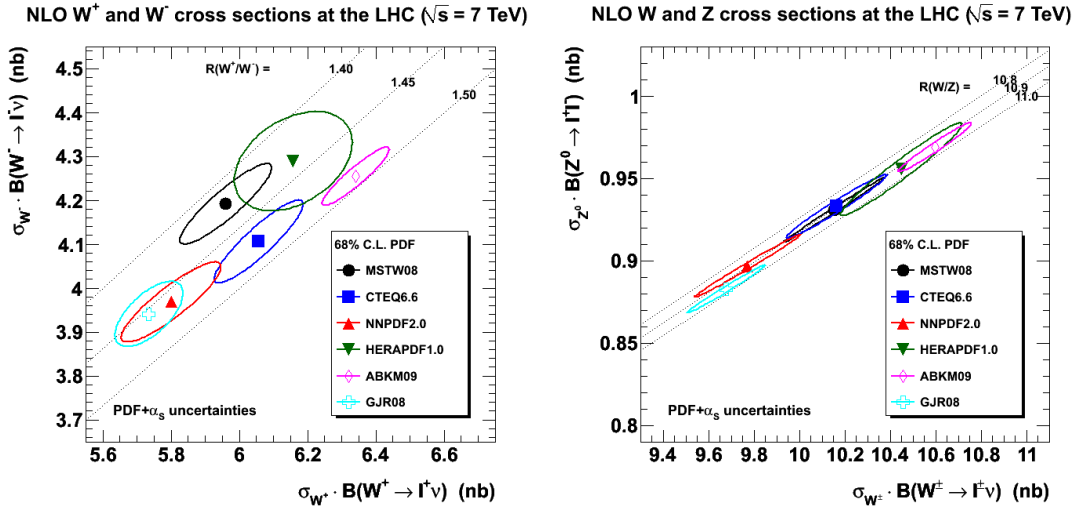 NLO W⁺ and W⁻ cross sections at the LHC (√s = 7 TeV)
σ_W⁻ · B(W⁻ → l⁻ν) (nb)
4.5
4.4
4.3
4.2
4.1
4
3.9
3.8
3.7
R(W⁺/W⁻) =
1.40
1.45
1.50
68% C.L. PDF
MSTW08
CTEQ6.6
NNPDF2.0
HERAPDF1.0
ABKM09
GJR08
PDF+α_S uncertainties
5.6 5.8 6 6.2 6.4 6.6
σ_W⁺ · B(W⁺ → l⁺ν) (nb)
NLO W and Z cross sections at the LHC (√s = 7 TeV)
σ_Z⁰ · B(Z⁰ → l⁺l⁻) (nb)
1
0.95
0.9
0.85
0.8
R(W/Z) =
10.8
10.9
11.0
68% C.L. PDF
MSTW08
CTEQ6.6
NNPDF2.0
HERAPDF1.0
ABKM09
GJR08
PDF+α_S uncertainties
9.4 9.6 9.8 10 10.2 10.4 10.6 10.8 11
σ_W± · B(W± → l±ν) (nb)